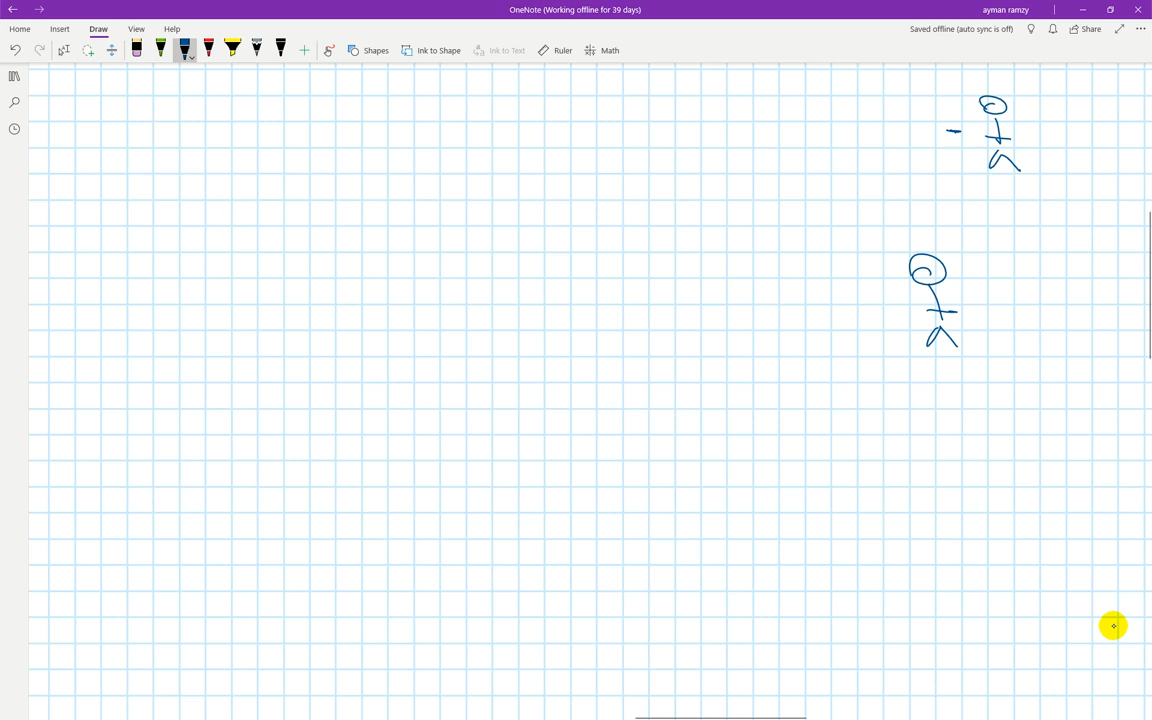 OneNote (Working offline for 39 days)
ayman ramzy
Home Insert Draw View Help
Saved offline (auto sync is off)
Share
Shapes
Ink to Shape
Ink to Text
Ruler
Math